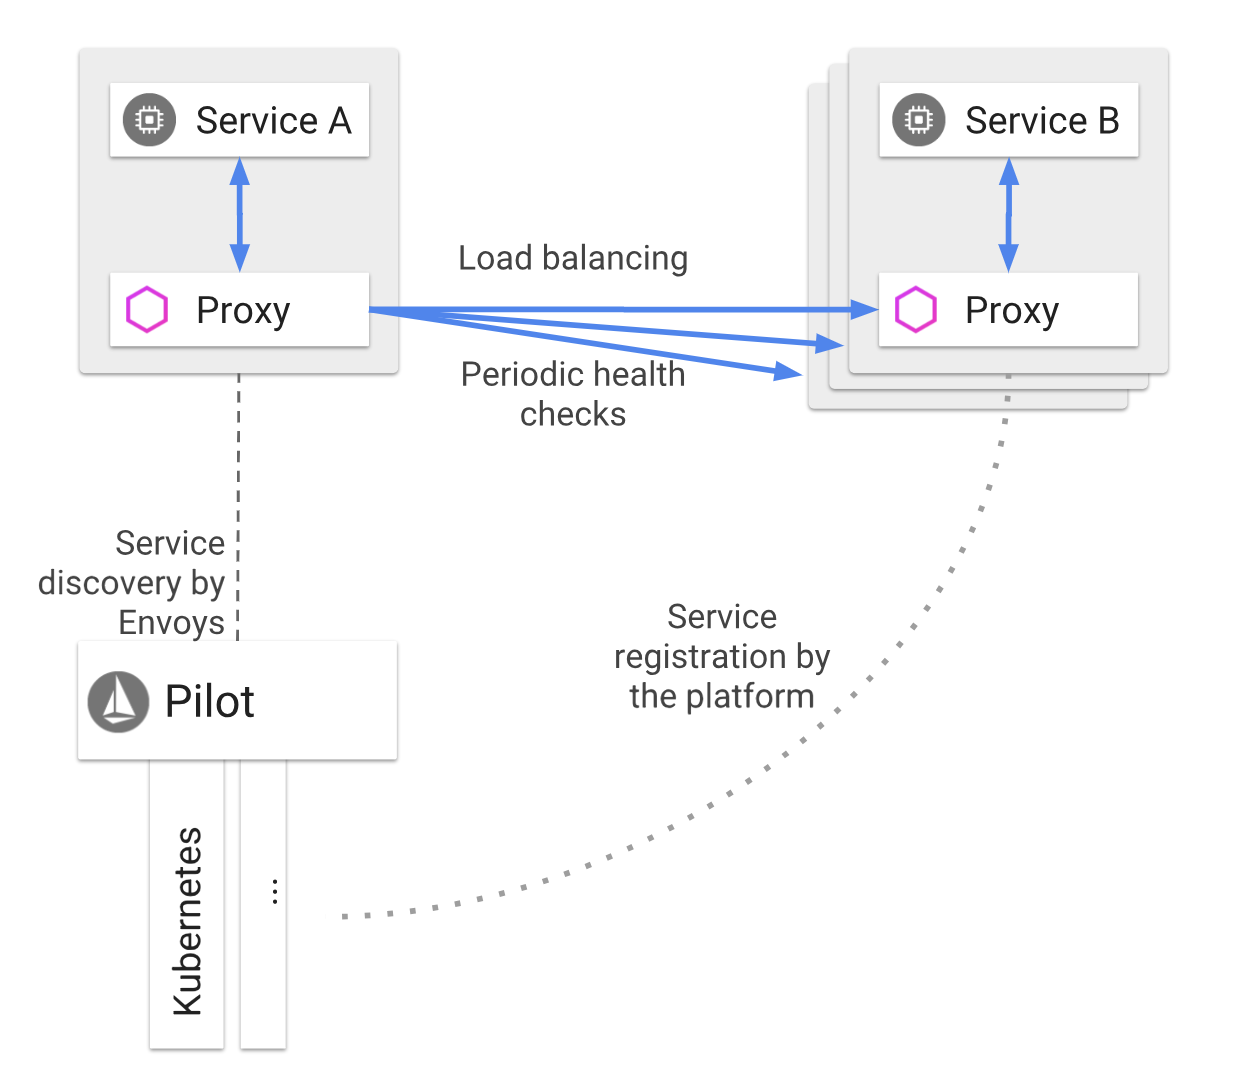 Service A
Service B
Load balancing
Proxy
Proxy
Periodic health
checks
Service
discovery by
Envoys
Service
registration by
the platform
Pilot
Kubernetes
...